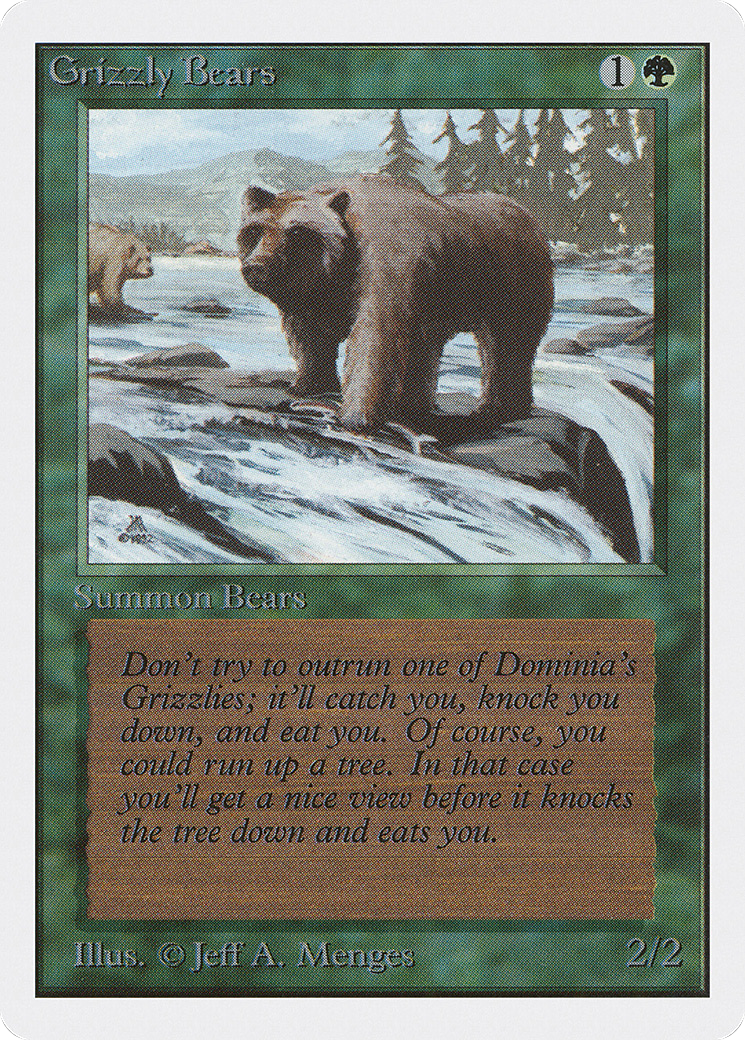 Grizzly Bears 1
©1992
Summon Bears
Don't try to outrun one of Dominia's
Grizzlies; it'll catch you, knock you
down, and eat you. Of course, you
could run up a tree. In that case
you'll get a nice view before it knocks
the tree down and eats you.
Illus. © Jeff A. Menges
2/2